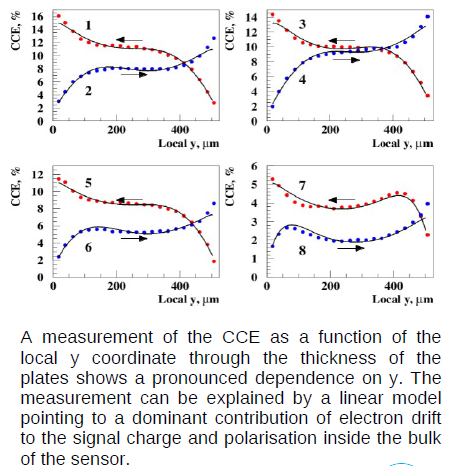 CCE, %
16
14
12
10
8
6
4
2
0
1
2
0 200 400
Local y, μm
CCE, %
14
12
10
8
6
4
2
0
3
4
0 200 400
Local y, μm
CCE, %
12
10
8
6
4
2
0
5
6
0 200 400
Local y, μm
CCE, %
6
5
4
3
2
1
0
7
8
0 200 400
Local y, μm
A measurement of the CCE as a function of the
local y coordinate through the thickness of the
plates shows a pronounced dependence on y. The
measurement can be explained by a linear model
pointing to a dominant contribution of electron drift
to the signal charge and polarisation inside the bulk
of the sensor.